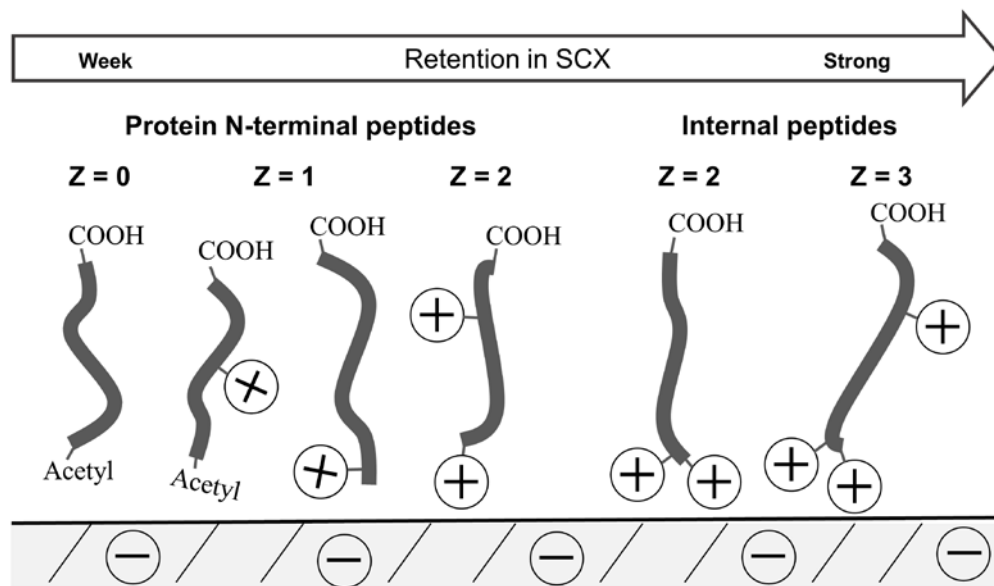 Week Retention in SCX Strong
Protein N-terminal peptides Internal peptides
Z = 0 Z = 1 Z = 2 Z = 2 Z = 3
COOH COOH COOH COOH COOH COOH
+ + + + + + + +
Acetyl Acetyl
− − − − −